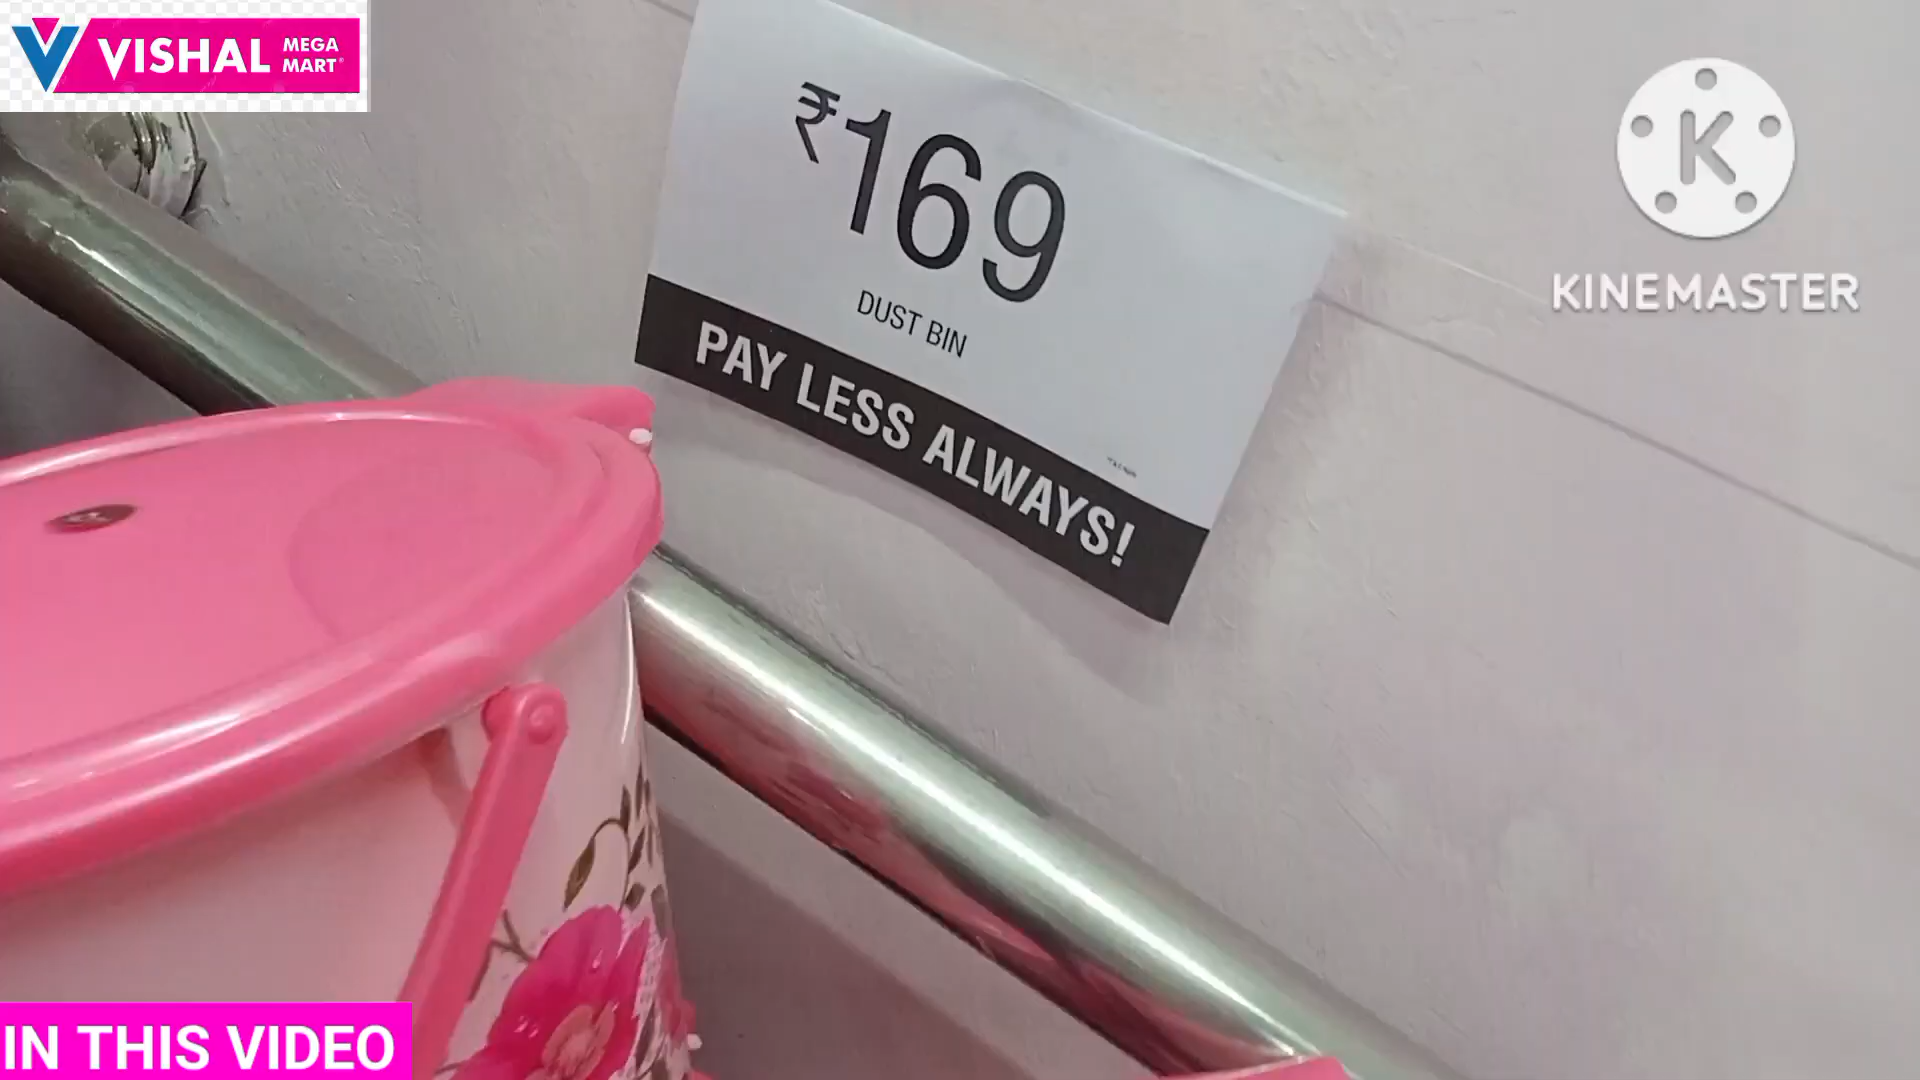 VISHAL MEGA MART
₹169
DUST BIN
PAY LESS ALWAYS!
K
KINEMASTER
IN THIS VIDEO